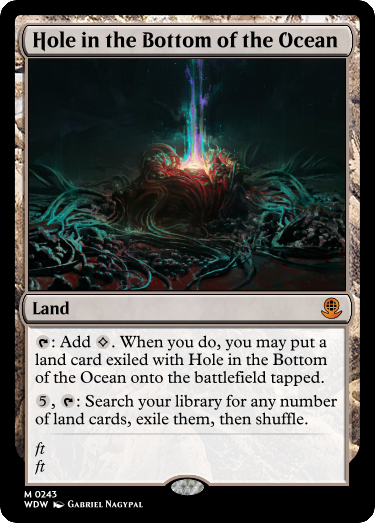 Hole in the Bottom of the Ocean
Land
: Add . When you do, you may put a
land card exiled with Hole in the Bottom
of the Ocean onto the battlefield tapped.
5, : Search your library for any number
of land cards, exile them, then shuffle.
ft
ft
M 0243
WDW Gabriel Nagypal